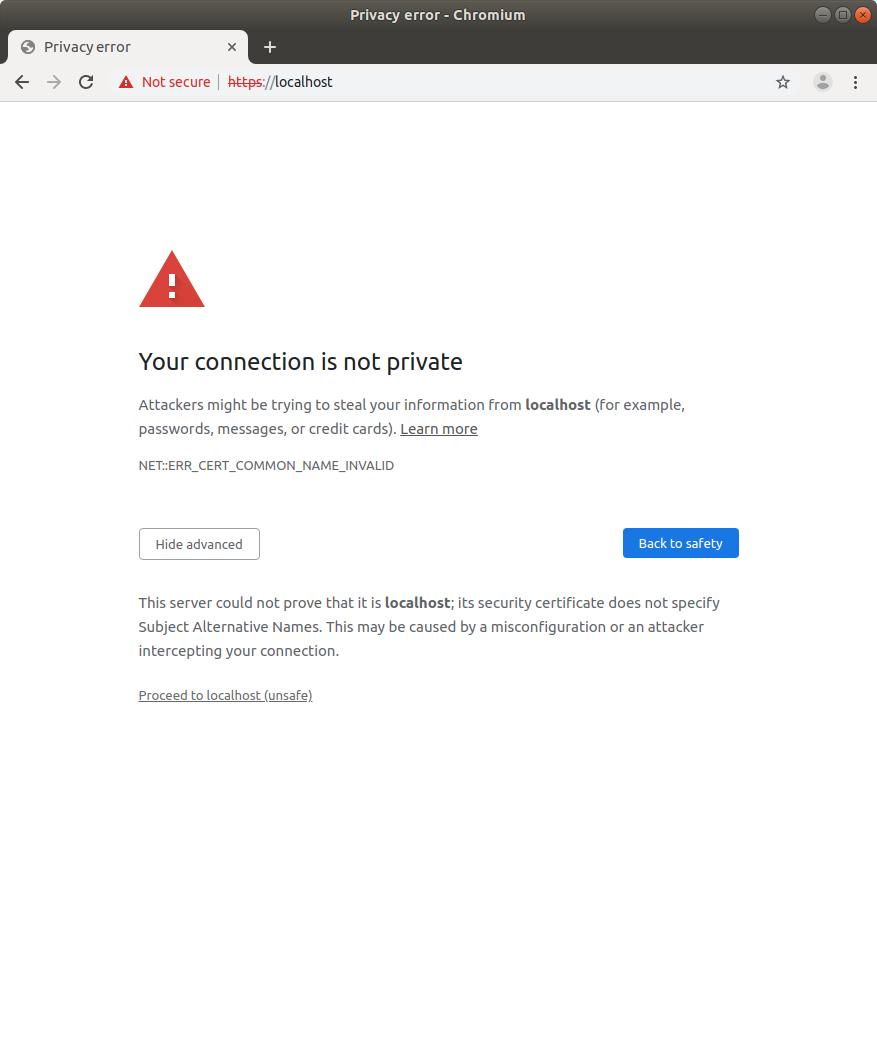 Privacy error - Chromium
Privacy error
Not secure | https://localhost
Your connection is not private
Attackers might be trying to steal your information from localhost (for example,
passwords, messages, or credit cards). Learn more
NET::ERR_CERT_COMMON_NAME_INVALID
Hide advanced
Back to safety
This server could not prove that it is localhost; its security certificate does not specify
Subject Alternative Names. This may be caused by a misconfiguration or an attacker
intercepting your connection.
Proceed to localhost (unsafe)